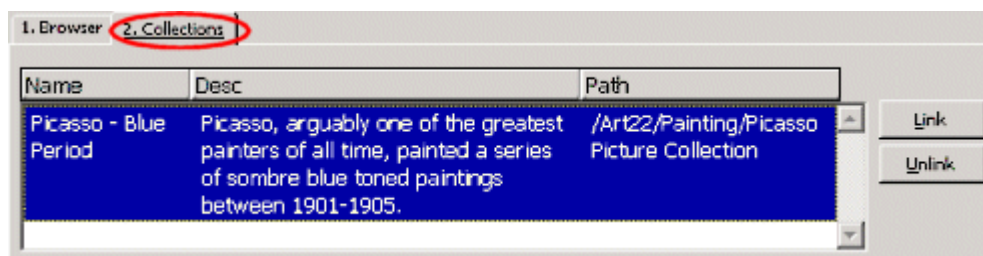 1. Browser 2. Collections
Name Desc Path
Picasso - Blue Picasso, arguably one of the greatest /Art22/Painting/Picasso Link
Period painters of all time, painted a series Picture Collection Unlink
of sombre blue toned paintings
between 1901-1905.